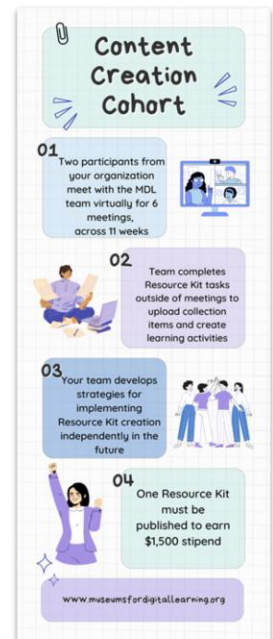 Content
Creation
Cohort
01
Two participants from
your organization
meet with the MDL
team virtually for 6
meetings,
across 11 weeks
02
Team completes
Resource Kit tasks
outside of meetings to
upload collection
items and create
learning activities
03
Your team develops
strategies for
implementing
Resource Kit creation
independently in the
future
04
One Resource Kit
must be
published to earn
$1,500 stipend
www.museumsfordigitallearning.org